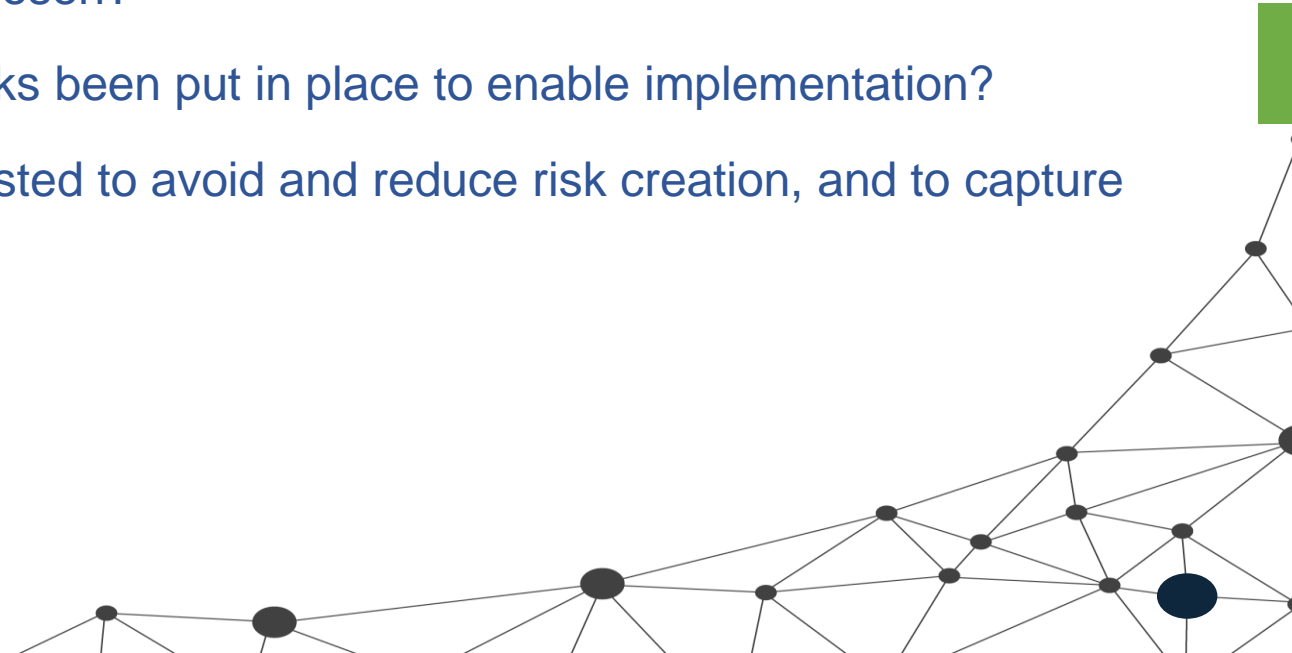 ks been put in place to enable implementation?
sted to avoid and reduce risk creation, and to capture